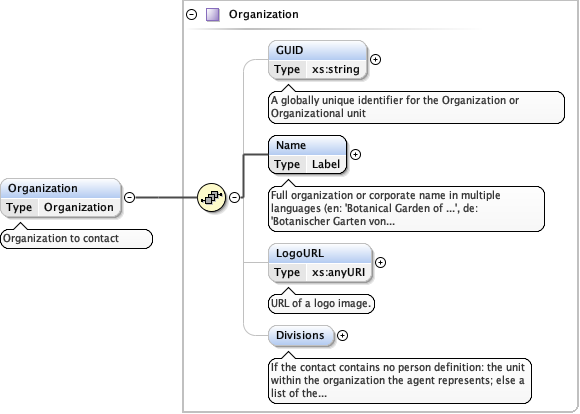 Organization
GUID
Type xs:string
A globally unique identifier for the Organization or
Organizational unit
Name
Type Label
Full organization or corporate name in multiple
languages (en: 'Botanical Garden of ...', de:
'Botanischer Garten von...
Organization
Type Organization
Organization to contact
LogoURL
Type xs:anyURI
URL of a logo image.
Divisions
If the contact contains no person definition: the unit
within the organization the agent represents; else a
list of the...